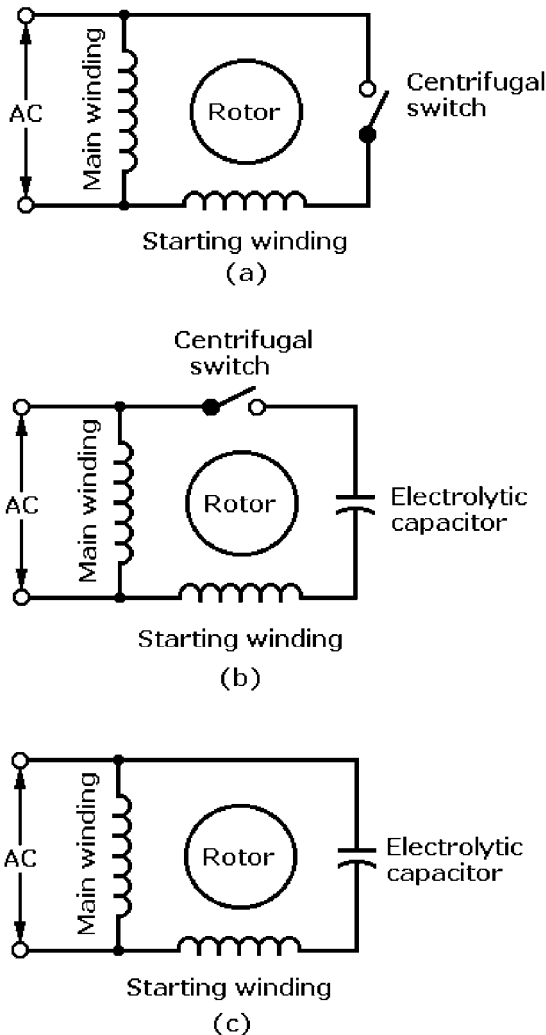 Centrifugal
switch
AC
Main winding
Rotor
Starting winding
(a)
Centrifugal
switch
AC
Main winding
Rotor
Electrolytic
capacitor
Starting winding
(b)
AC
Main winding
Rotor
Electrolytic
capacitor
Starting winding
(c)